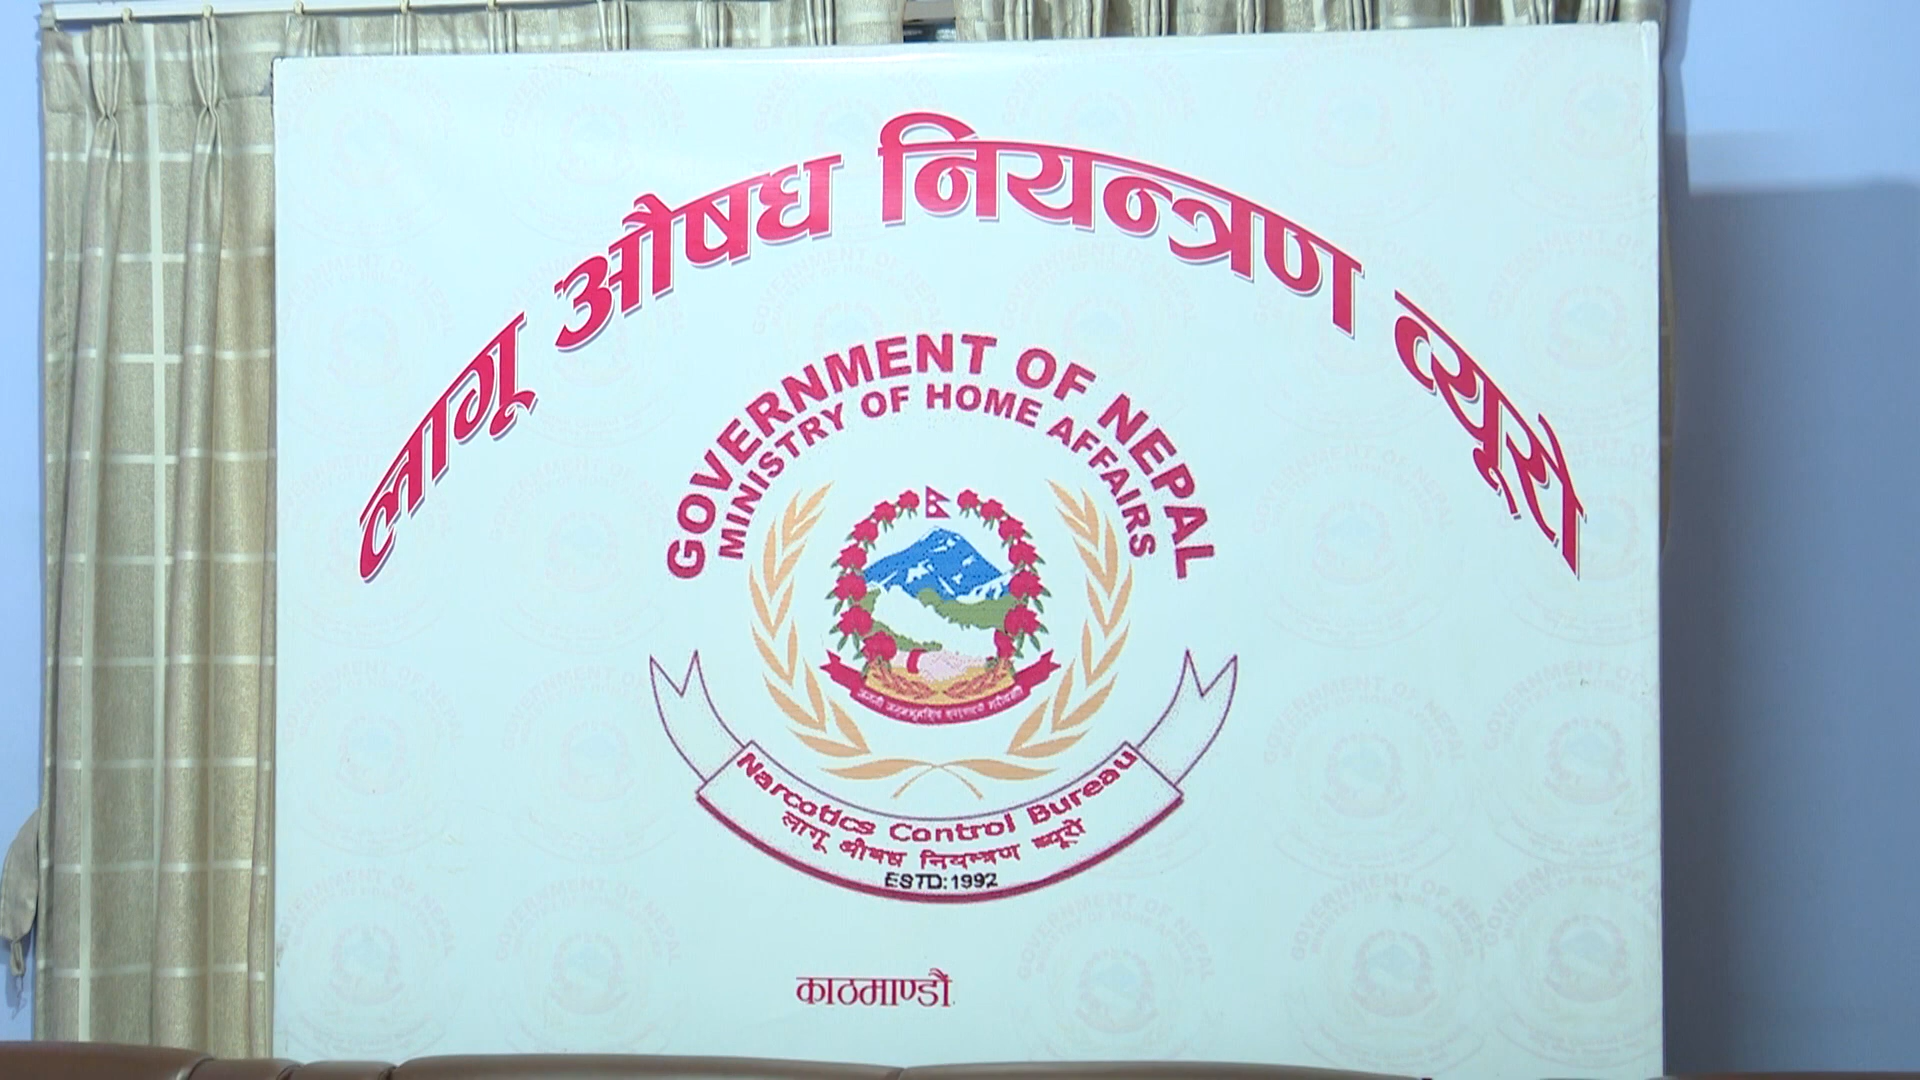 लागू औषध नियन्त्रण व्यूरो
GOVERNMENT OF NEPAL
MINISTRY OF HOME AFFAIRS
Narcotics Control Bureau
लागू औषध नियन्त्रण ब्यूरो
ESTD:1992
काठमाण्डौं